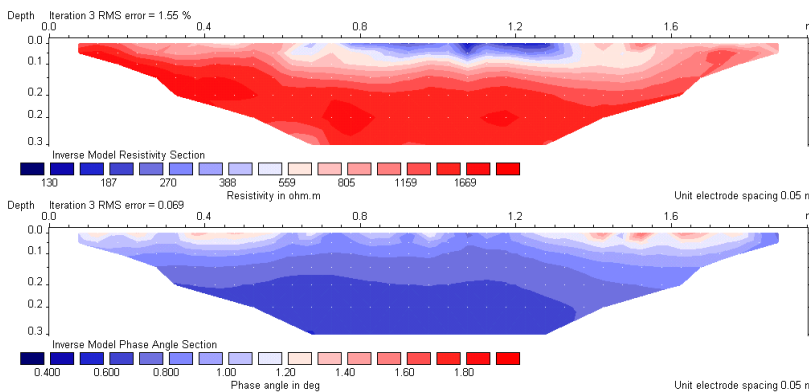 Depth Iteration 3 RMS error = 1.55 %
0.0 0.4 0.8 1.2 1.6 m
0.0
0.1
0.2
0.3
Inverse Model Resistivity Section
130 187 270 388 559 805 1159 1669
Resistivity in ohm.m Unit electrode spacing 0.05 m
Depth Iteration 3 RMS error = 0.069
0.0 0.4 0.8 1.2 1.6 m
0.0
0.1
0.2
0.3
Inverse Model Phase Angle Section
0.400 0.600 0.800 1.00 1.20 1.40 1.60 1.80
Phase angle in deg Unit electrode spacing 0.05 m